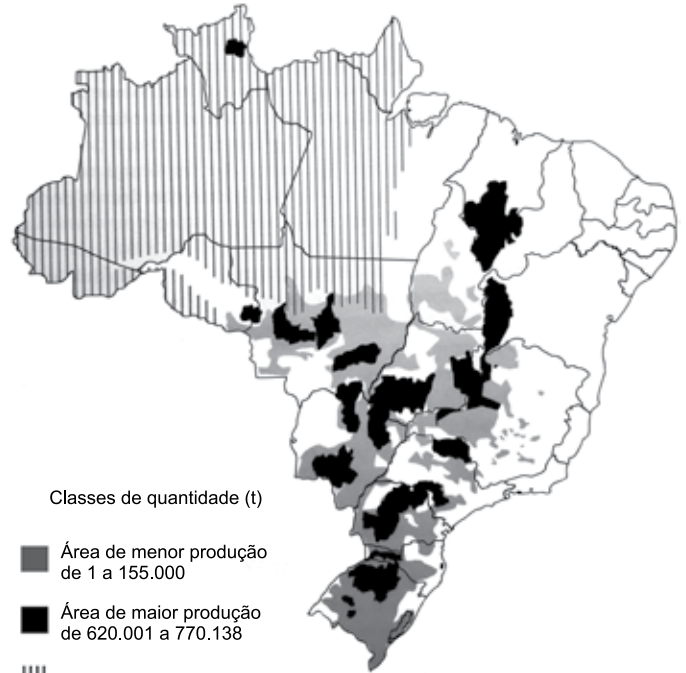 Classes de quantidade (t)
Área de menor produção
de 1 a 155.000
Área de maior produção
de 620.001 a 770.138